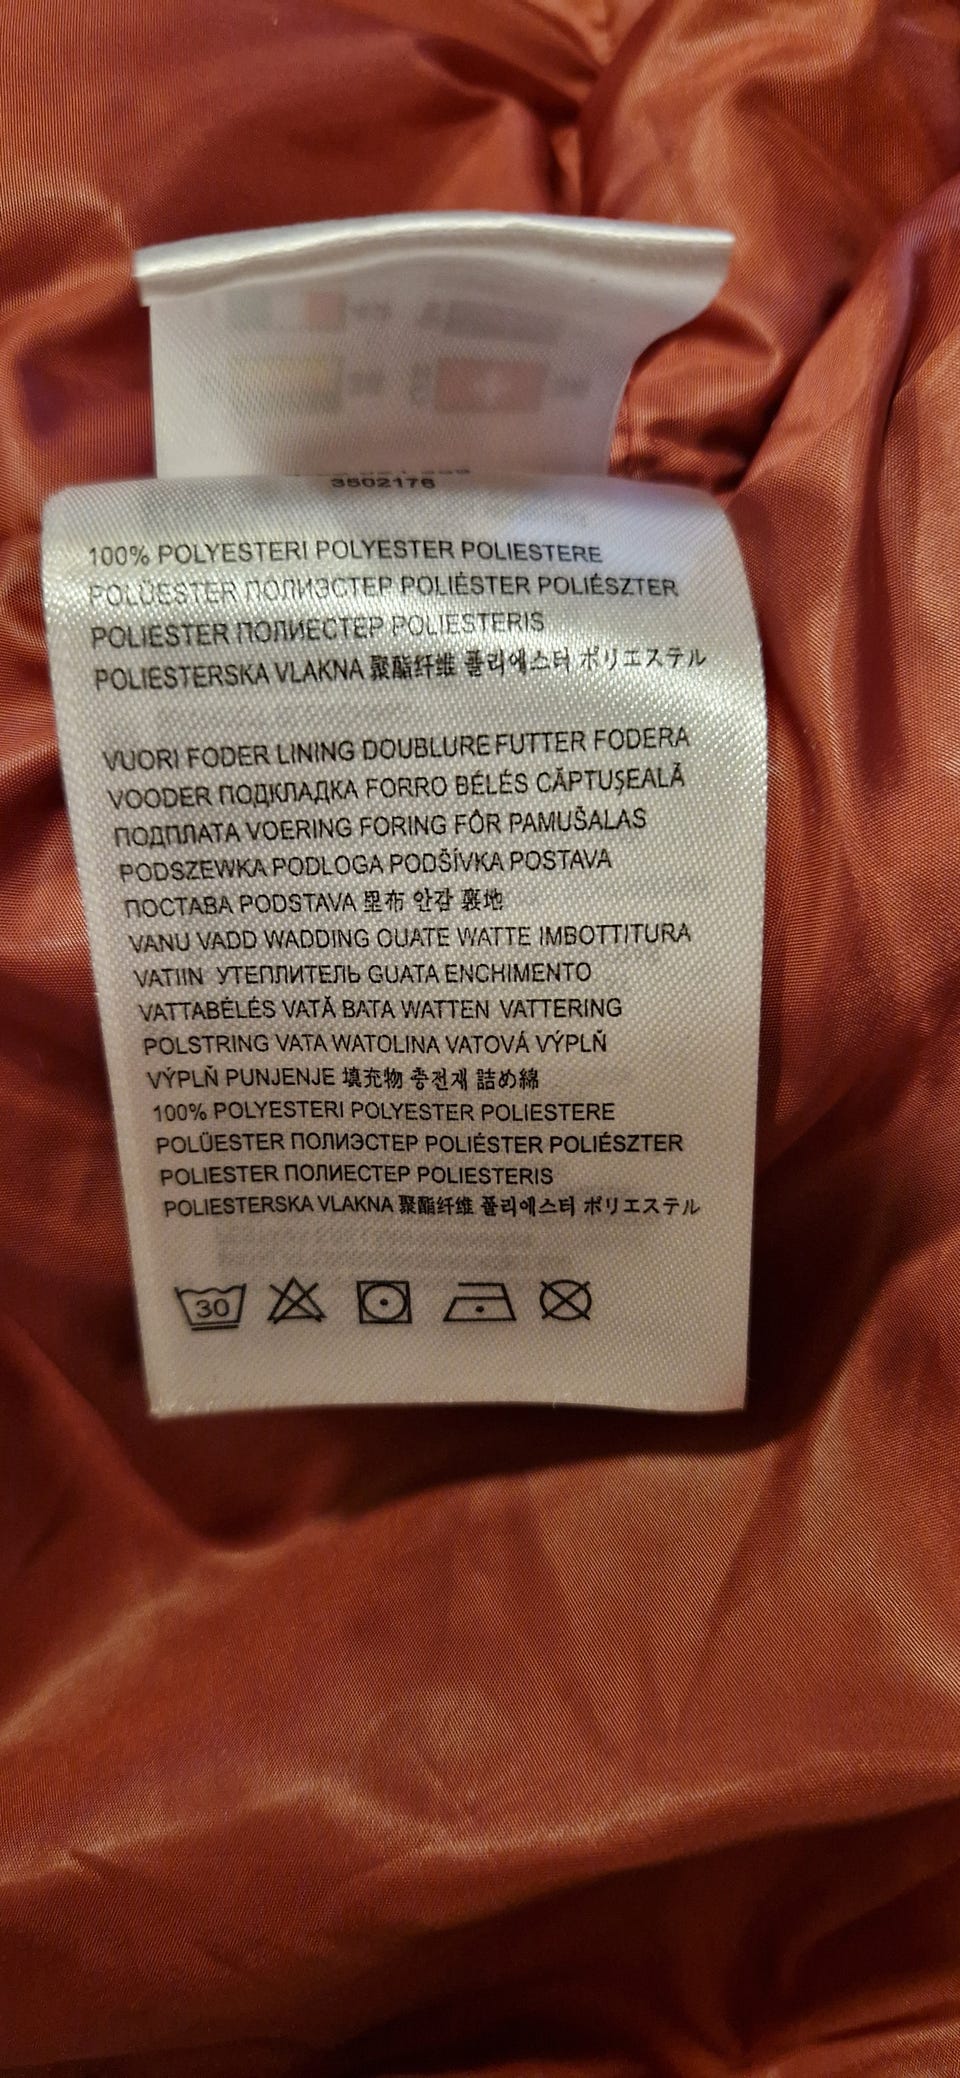 3502176
100% POLYESTERI POLYESTER POLIESTERE
POLÜESTER ПОЛИЭСТЕР POLIÉSTER POLIÉSZTER
POLIESTER ПОЛИЕСТЕР POLIESTERIS
POLIESTERSKA VLAKNA 聚酯纤维 폴리에스터 ポリエステル
VUORI FODER LINING DOUBLURE FUTTER FODERA
VOODER ПОДКЛАДКА FORRO BÉLÉS CĂPTUŞEALĂ
ПОДПЛАТА VOERING FORING FÔR PAMUŠALAS
PODSZEWKA PODLOGA PODŠÍVKA POSTAVA
ПОСТАВА PODSTAVA 里布 안감 裏地
VANU VADD WADDING OUATE WATTE IMBOTTITURA
VATIIN УТЕПЛИТЕЛЬ GUATA ENCHIMENTO
VATTABÉLÉS VATĂ ВАТА WATTEN VATTERING
POLSTRING VATA WATOLINA VATOVÁ VÝPLŇ
VÝPLŇ PUNJENJE 填充物 충전재 詰め綿
100% POLYESTERI POLYESTER POLIESTERE
POLÜESTER ПОЛИЭСТЕР POLIÉSTER POLIÉSZTER
POLIESTER ПОЛИЕСТЕР POLIESTERIS
POLIESTERSKA VLAKNA 聚酯纤维 폴리에스터 ポリエステル
30